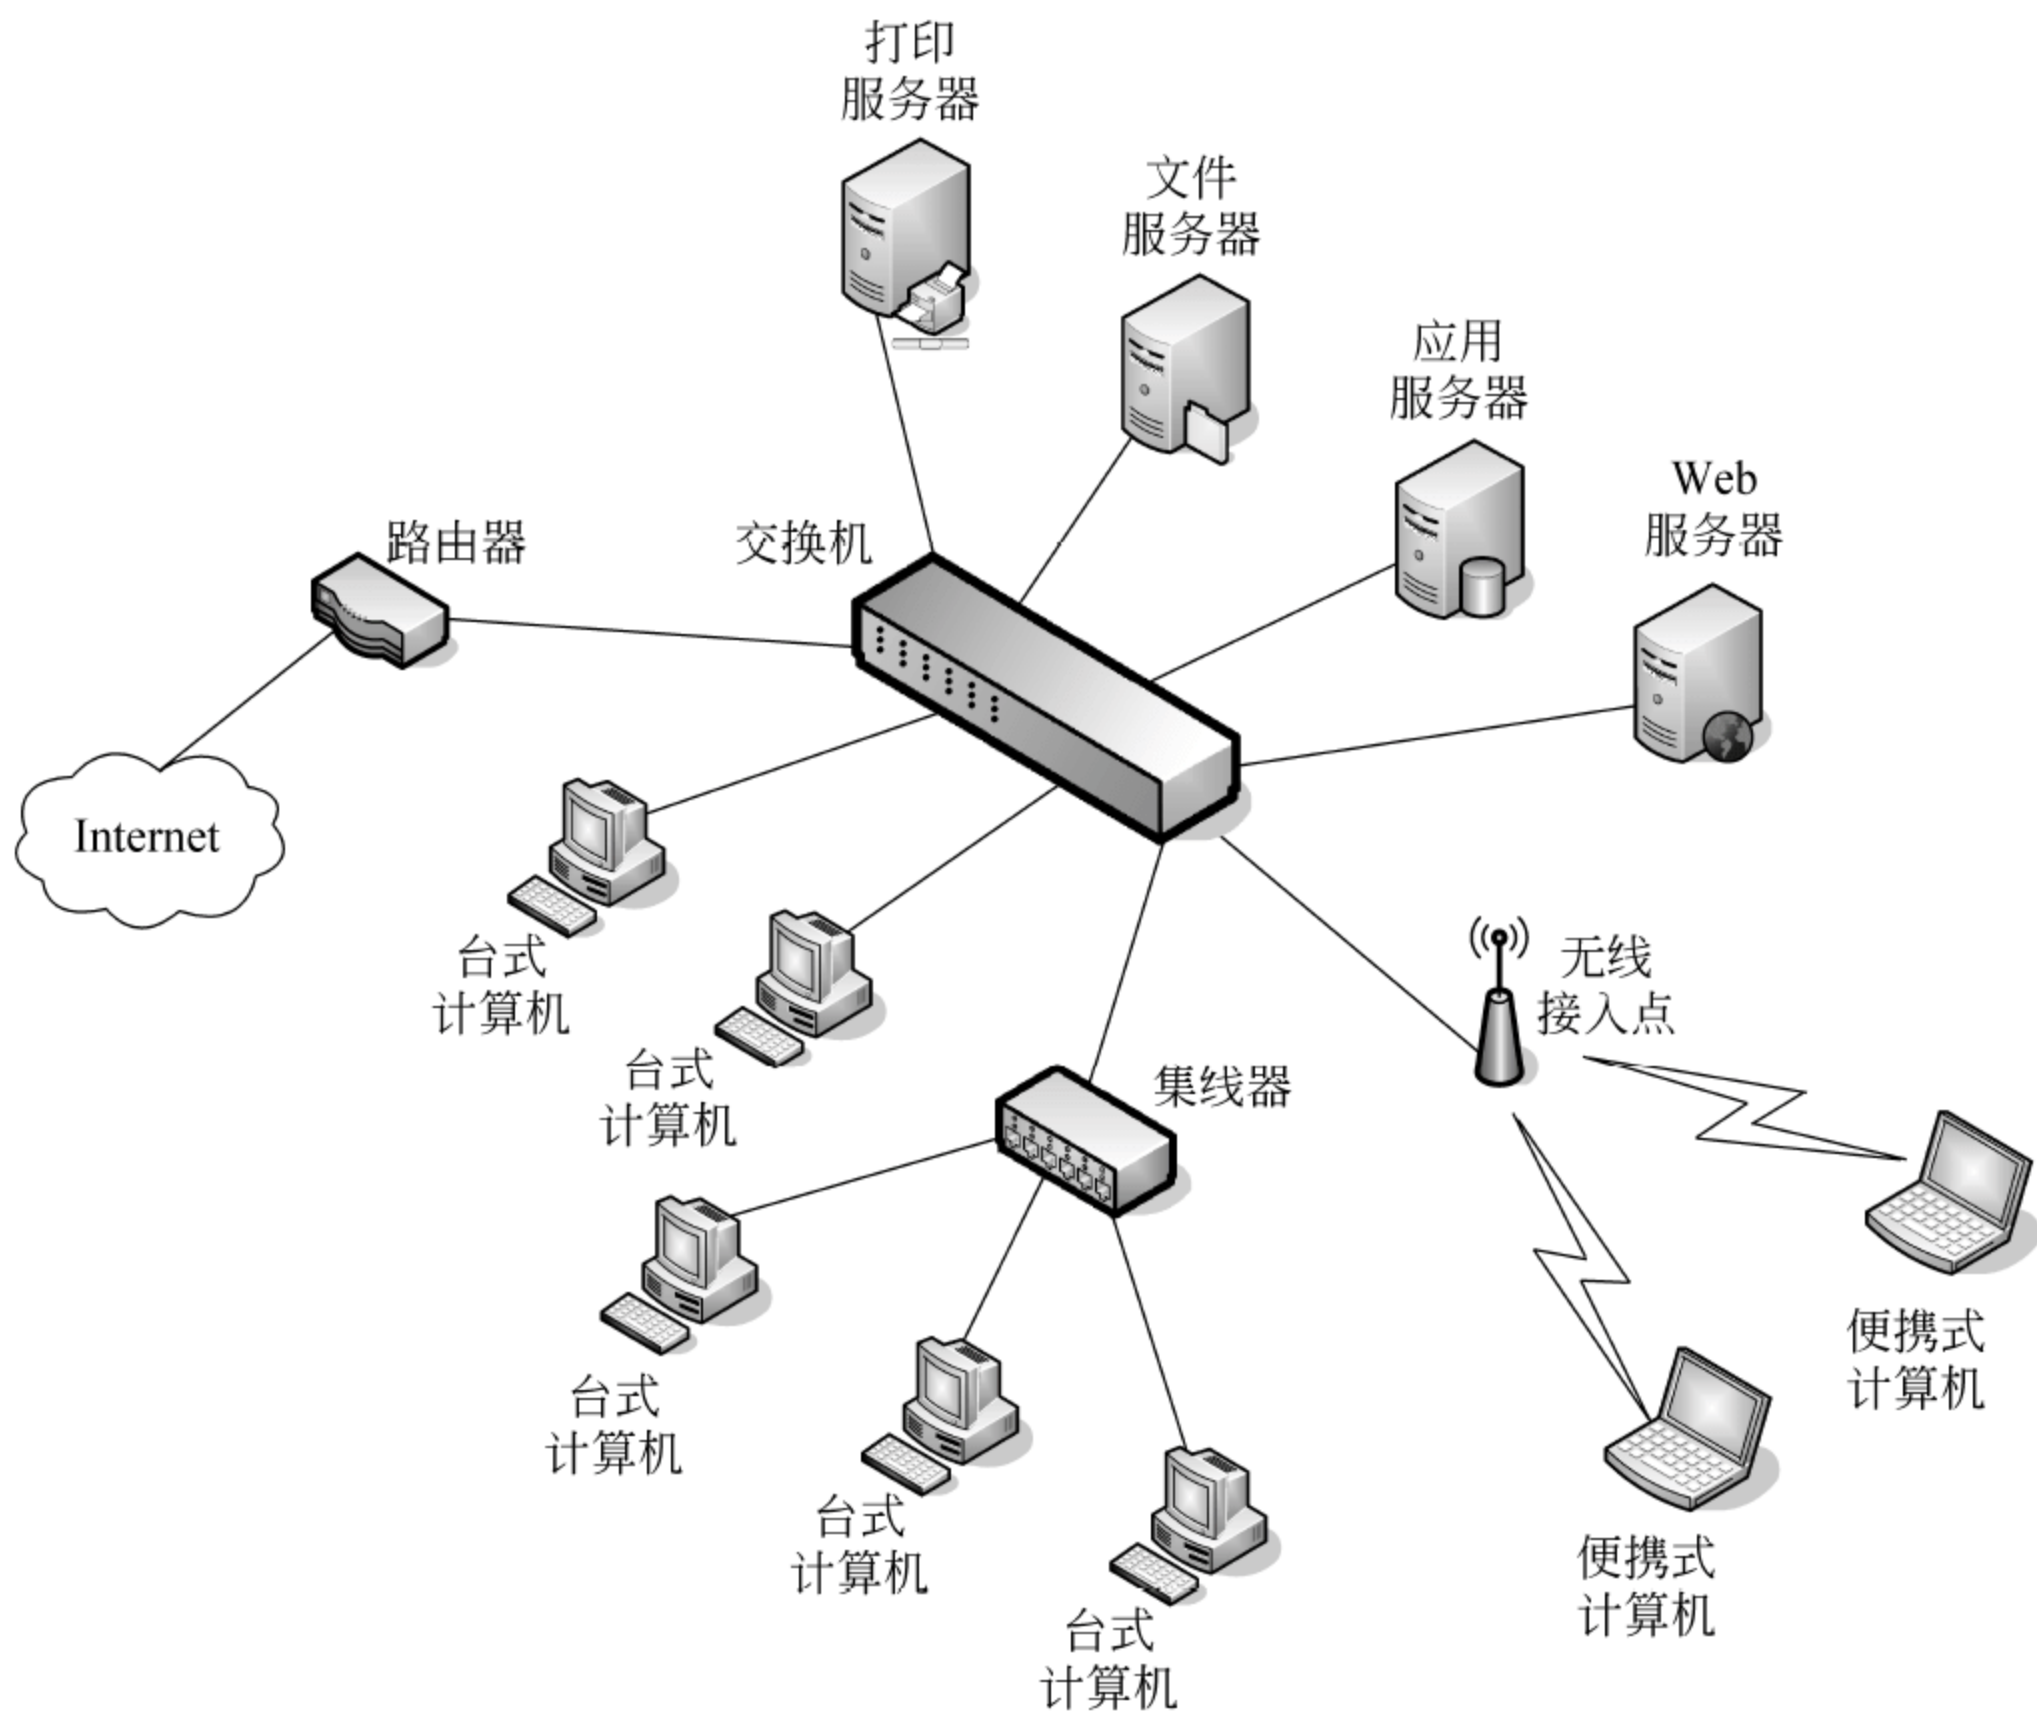 打印
服务器
文件
服务器
应用
服务器
Web
服务器
路由器
交换机
Internet
台式
计算机
台式
计算机
无线
接入点
集线器
台式
计算机
台式
计算机
台式
计算机
便携式
计算机
便携式
计算机